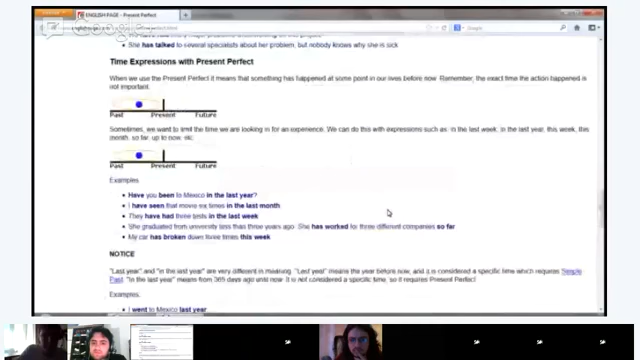 ENGLISH PAGE - Present Perfect
Google
She has talked to several specialists about her problem, but nobody knows why she is sick
Time Expressions with Present Perfect
When we use the Present Perfect it means that something has happened at some point in our lives before now. Remember, the exact time the action happened is
not important.
Past Present Future
Sometimes, we want to limit the time we are looking in for an experience. We can do this with expressions such as: in the last week, in the last year, this week, this
month, so far, up to now, etc.
Past Present Future
Examples:
Have you been to Mexico in the last year?
I have seen that movie six times in the last month
They have had three tests in the last week
She graduated from university less than three years ago. She has worked for three different companies so far
My car has broken down three times this week
NOTICE
"Last year" and "in the last year" are very different in meaning. "Last year" means the year before now, and it is considered a specific time which requires Simple
Past. "In the last year" means from 365 days ago until now. It is not considered a specific time, so it requires Present Perfect
Examples:
I went to Mexico last year